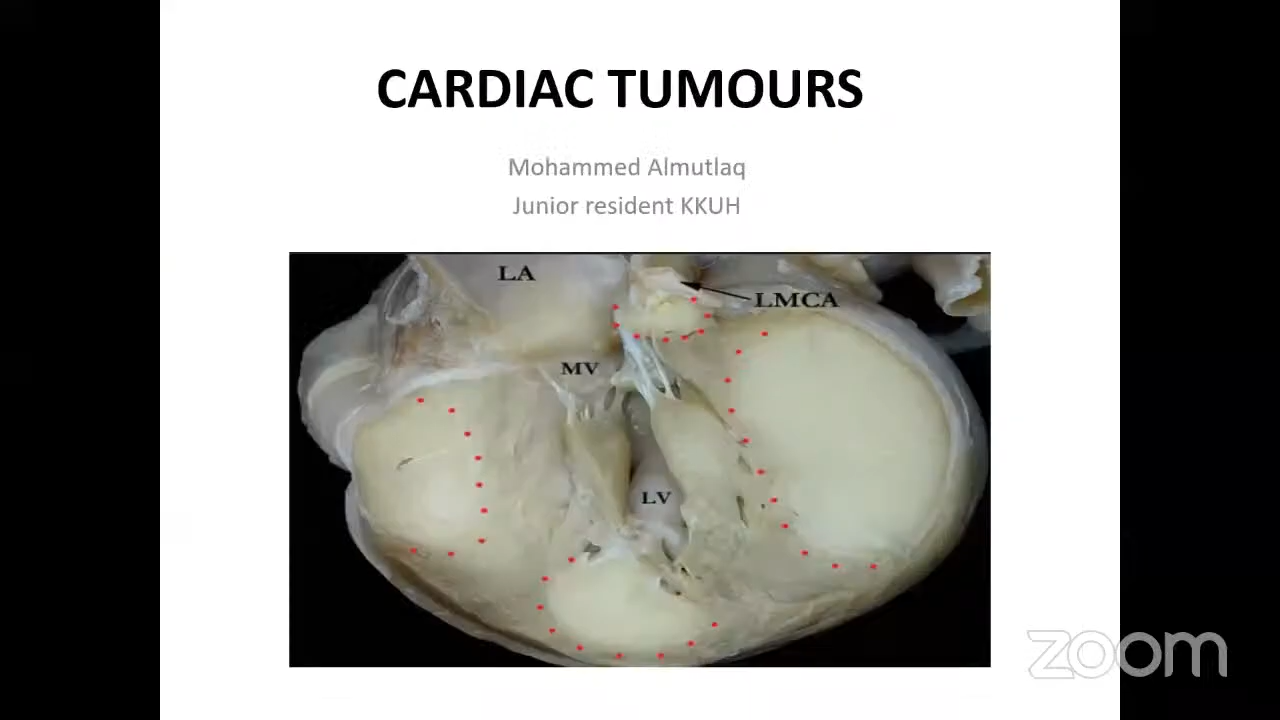 CARDIAC TUMOURS
Mohammed Almutlaq
Junior resident KKUH
LA
LMCA
MV
LV
zoom